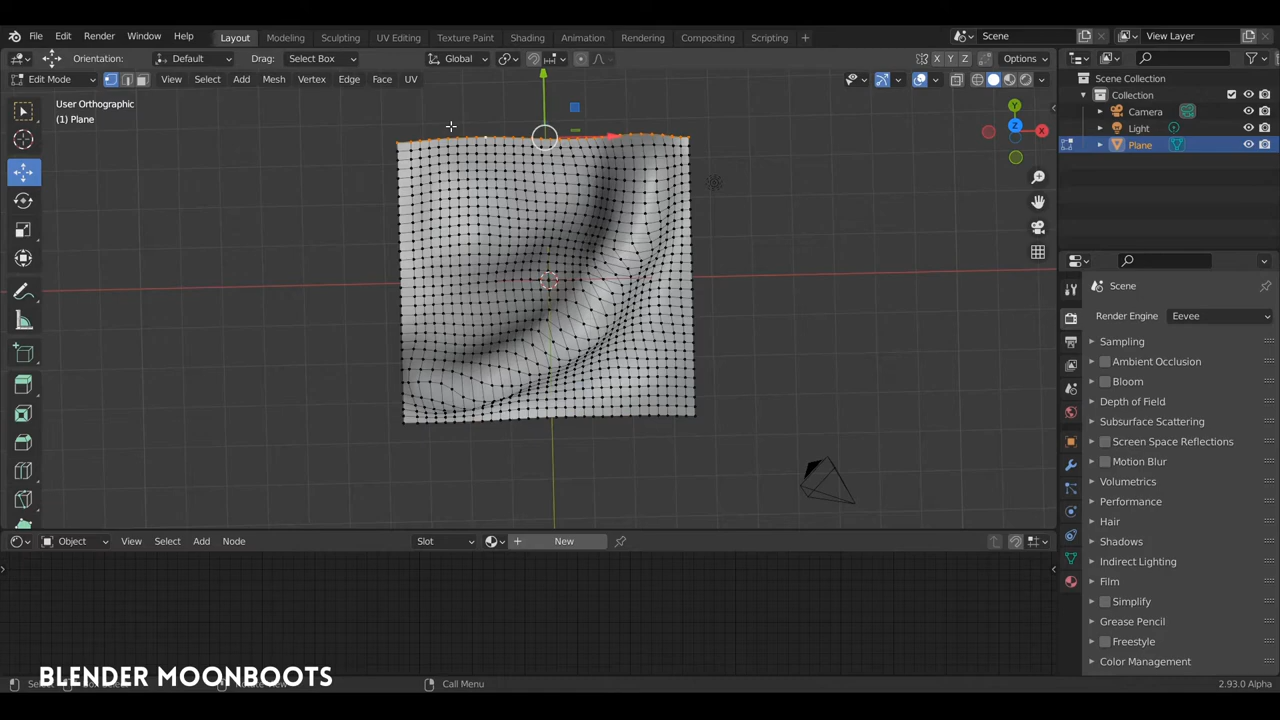 File Edit Render Window Help Layout Modeling Sculpting UV Editing Texture Paint Shading Animation Rendering Compositing Scripting + Scene View Layer
Orientation: Default Drag: Select Box Global X Y Z Options
Edit Mode View Select Add Mesh Vertex Edge Face UV
User Orthographic
(1) Plane
Y
Z
X
Scene Collection
Collection
Camera
Light
Plane
Scene
Render Engine Eevee
Sampling
Ambient Occlusion
Bloom
Depth of Field
Subsurface Scattering
Screen Space Reflections
Motion Blur
Volumetrics
Performance
Hair
Shadows
Indirect Lighting
Film
Simplify
Grease Pencil
Freestyle
Color Management
Object View Select Add Node Slot + New
BLENDER MOONBOOTS
Call Menu
2.93.0 Alpha